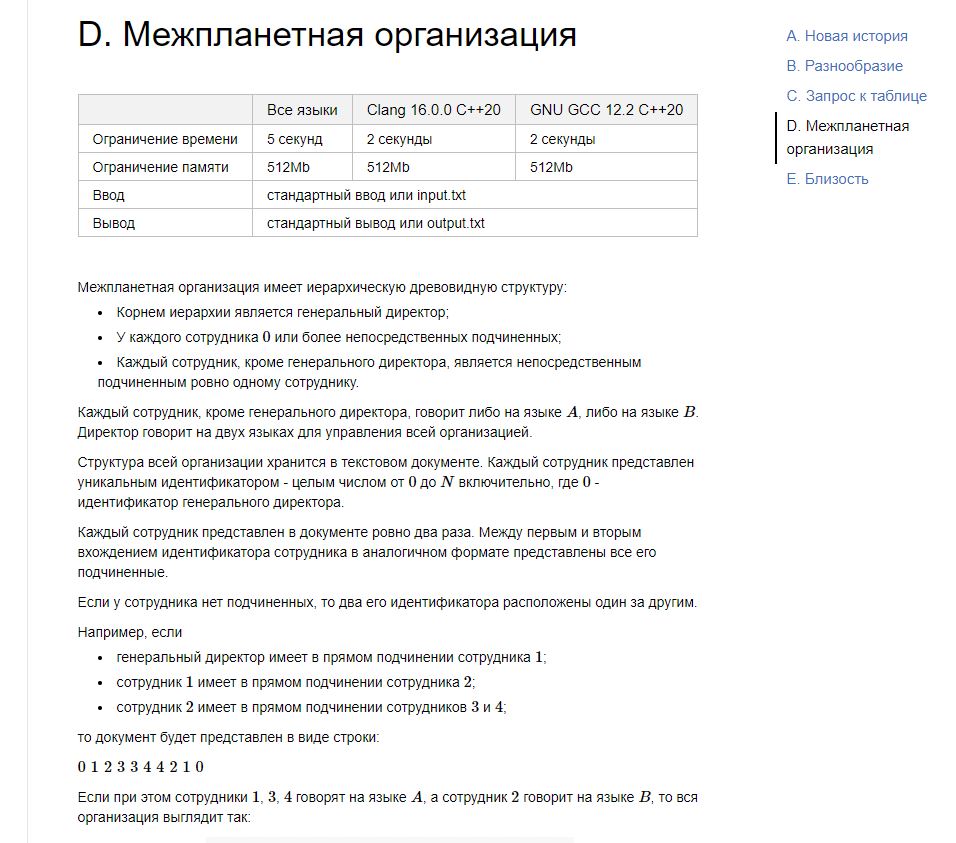 D. Межпланетная организация
Все языки Clang 16.0.0 C++20 GNU GCC 12.2 C++20
Ограничение времени 5 секунд 2 секунды 2 секунды
Ограничение памяти 512Mb 512Mb 512Mb
Ввод стандартный ввод или input.txt
Вывод стандартный вывод или output.txt
Межпланетная организация имеет иерархическую древовидную структуру:
• Корнем иерархии является генеральный директор;
• У каждого сотрудника 0 или более непосредственных подчиненных;
• Каждый сотрудник, кроме генерального директора, является непосредственным
подчиненным ровно одному сотруднику.
Каждый сотрудник, кроме генерального директора, говорит либо на языке A, либо на языке B.
Директор говорит на двух языках для управления всей организацией.
Структура всей организации хранится в текстовом документе. Каждый сотрудник представлен
уникальным идентификатором - целым числом от 0 до N включительно, где 0 -
идентификатор генерального директора.
Каждый сотрудник представлен в документе ровно два раза. Между первым и вторым
вхождением идентификатора сотрудника в аналогичном формате представлены все его
подчиненные.
Если у сотрудника нет подчиненных, то два его идентификатора расположены один за другим.
Например, если
• генеральный директор имеет в прямом подчинении сотрудника 1;
• сотрудник 1 имеет в прямом подчинении сотрудника 2;
• сотрудник 2 имеет в прямом подчинении сотрудников 3 и 4;
то документ будет представлен в виде строки:
0 1 2 3 3 4 4 2 1 0
Если при этом сотрудники 1, 3, 4 говорят на языке A, а сотрудник 2 говорит на языке B, то вся
организация выглядит так:
A. Новая история
B. Разнообразие
C. Запрос к таблице
D. Межпланетная
организация
E. Близость